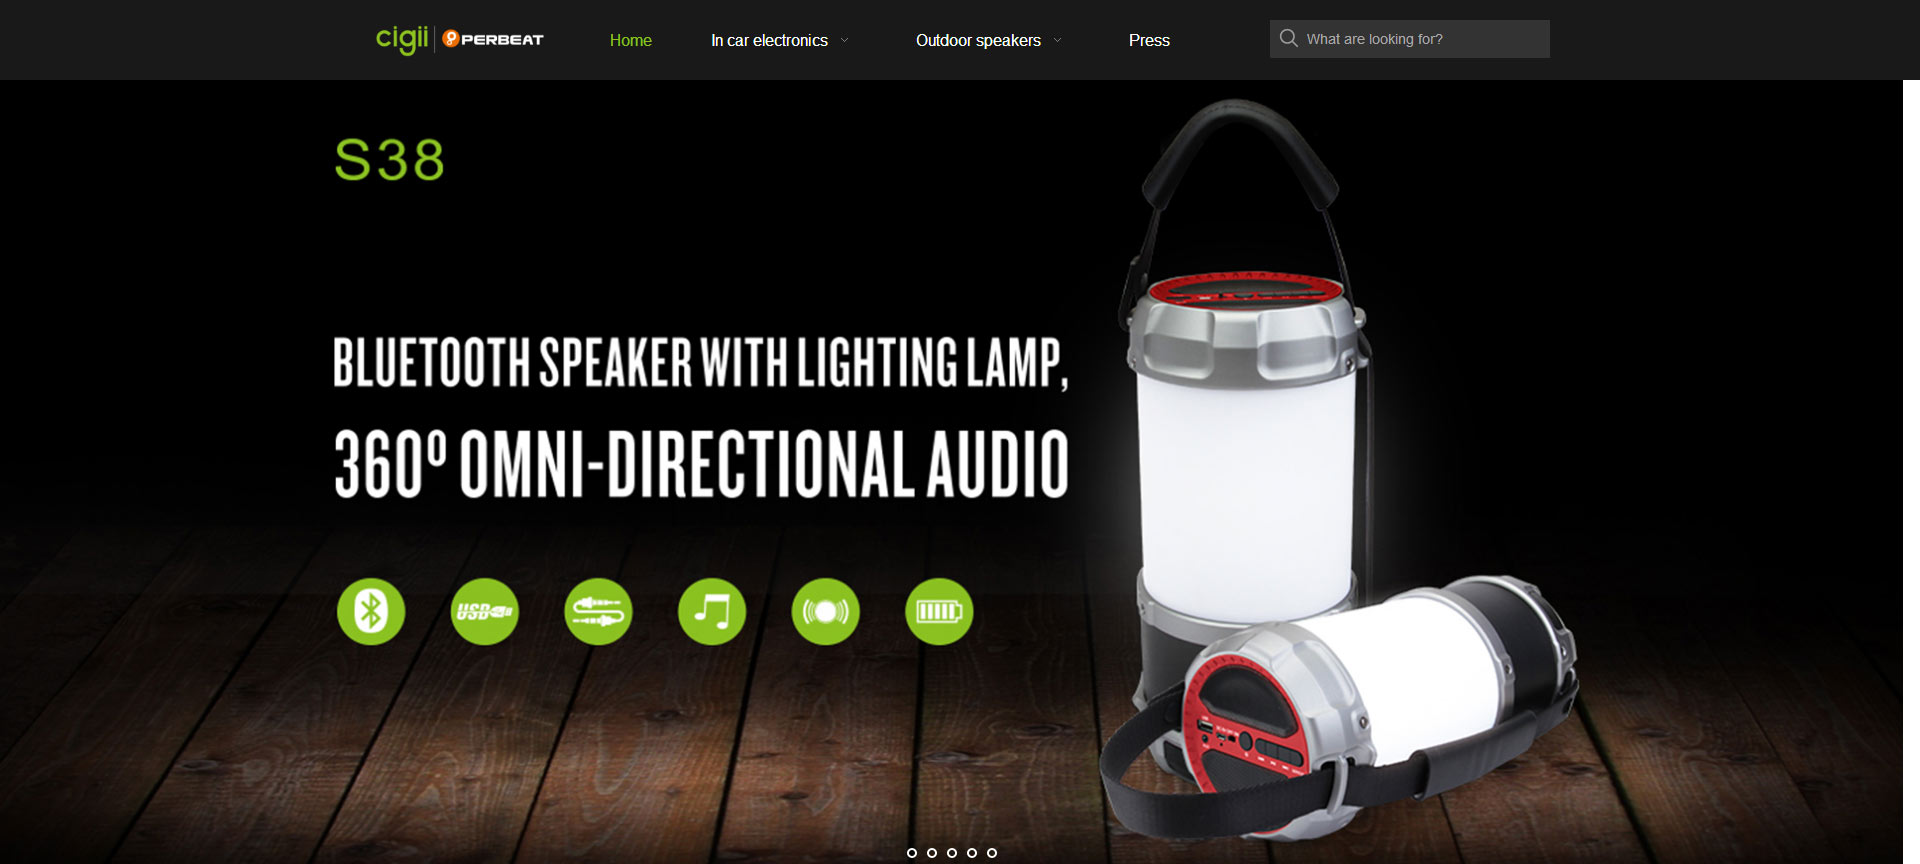 cigii PERBEAT
Home
In car electronics
Outdoor speakers
Press
What are looking for?
S38
BLUETOOTH SPEAKER WITH LIGHTING LAMP,
360º OMNI-DIRECTIONAL AUDIO
USB